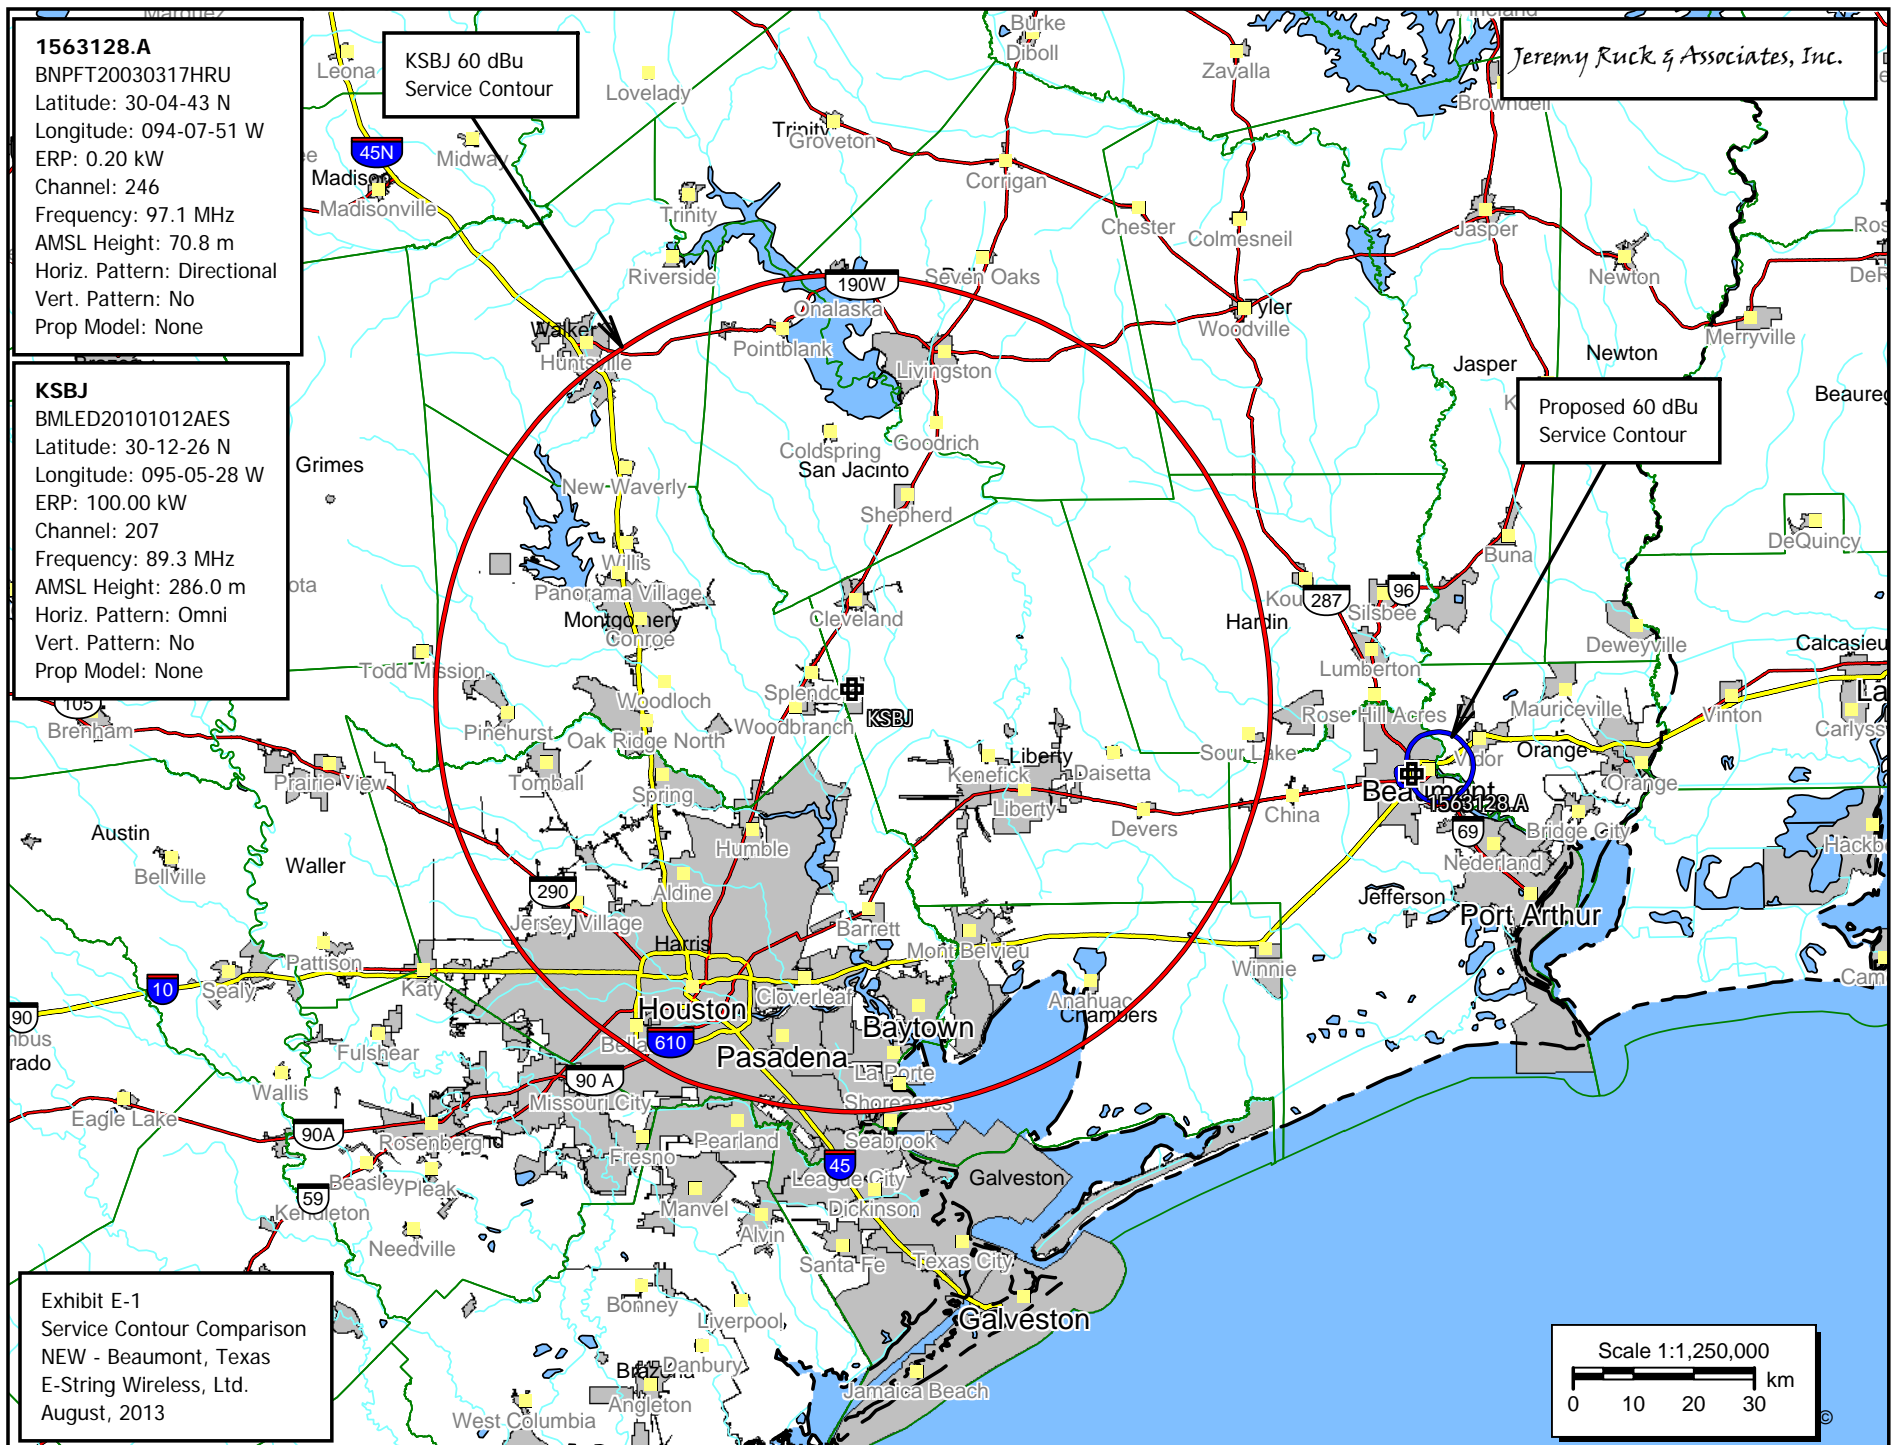 1563128.A
BNPFT20030317HRU
Latitude: 30-04-43 N
Longitude: 094-07-51 W
ERP: 0.20 kW
Channel: 246
Frequency: 97.1 MHz
AMSL Height: 70.8 m
Horiz. Pattern: Directional
Vert. Pattern: No
Prop Model: None
KSBJ
BMLED20101012AES
Latitude: 30-12-26 N
Longitude: 095-05-28 W
ERP: 100.00 kW
Channel: 207
Frequency: 89.3 MHz
AMSL Height: 286.0 m
Horiz. Pattern: Omni
Vert. Pattern: No
Prop Model: None
KSBJ 60 dBu
Service Contour
Jeremy Ruck & Associates, Inc.
Proposed 60 dBu
Service Contour
Leona
Lovelady
Burke
Diboll
Zavalla
Browndell
Midway
45N
Madison
Madisonville
Trinity
Groveton
Corrigan
Trinity
Chester
Colmesneil
Jasper
Riverside
Seven Oaks
Newton
190W
Onalaska
Walker
Huntsville
Pointblank
Livingston
Tyler
Woodville
Merryville
Jasper
Newton
Grimes
Coldspring
San Jacinto
Goodrich
New Waverly
Shepherd
Buna
DeQuincy
Willis
Panorama Village
Montgomery
Conroe
Cleveland
287
96
Silsbee
Hardin
Lumberton
Deweyville
Calcasieu
Todd Mission
Woodloch
Woodbranch
KSBJ
Rose Hill Acres
Mauriceville
Vinton
105
Brenham
Pinehurst
Oak Ridge North
Sour Lake
Vidor
Orange
Prairie View
Tomball
Spring
Kenefick
Liberty
Daisetta
Orange
Liberty
Devers
China
Beaumont
1563128.A
69
Bridge City
Nederland
Austin
Waller
Bellville
Humble
290
Aldine
Jersey Village
Harris
Barrett
Mont Belvieu
Winnie
Jefferson
Port Arthur
Pattison
Katy
10
Sealy
Cloverleaf
Houston
Baytown
Anahuac
Chambers
90
Fulshear
610
Pasadena
La Porte
Wallis
90 A
Missouri City
Shoreacres
Eagle Lake
90A
Rosenberg
Pearland
Seabrook
Fresno
45
League City
Galveston
Beasley
Pleak
59
Kendleton
Manvel
Dickinson
Needville
Alvin
Santa Fe
Texas City
Bonney
Liverpool
Galveston
Danbury
Angleton
Jamaica Beach
West Columbia
Exhibit E-1
Service Contour Comparison
NEW - Beaumont, Texas
E-String Wireless, Ltd.
August, 2013
Scale 1:1,250,000
km
0 10 20 30
©